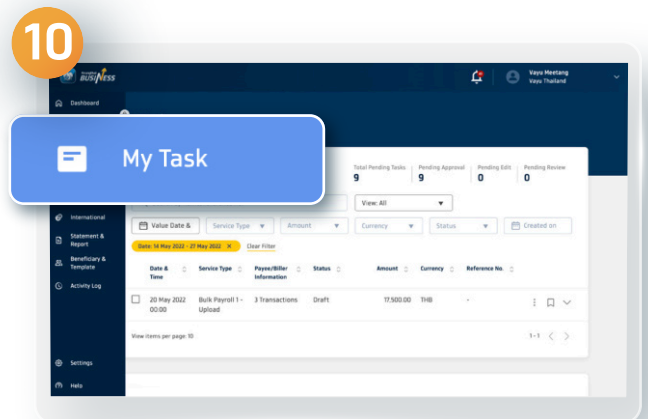 10
BUSINESS
Vayu Meetang
Vayu Thailand
Dashboard
My Task
Total Pending Tasks
Pending Approval
Pending Edit
Pending Review
9
9
0
0
View: All
International
Value Date &
Service Type
Amount
Currency
Status
Created on
Statement &
Report
Date: 14 May 2022 - 27 May 2022 X
Clear Filter
Beneficiary &
Template
Date &
Time
Service Type
Payee/Biller
Information
Status
Amount
Currency
Reference No.
Activity Log
20 May 2022
00:00
Bulk Payroll 1 -
Upload
3 Transactions
Draft
17,500.00
THB
-
View items per page: 10
1-1
Settings
Help